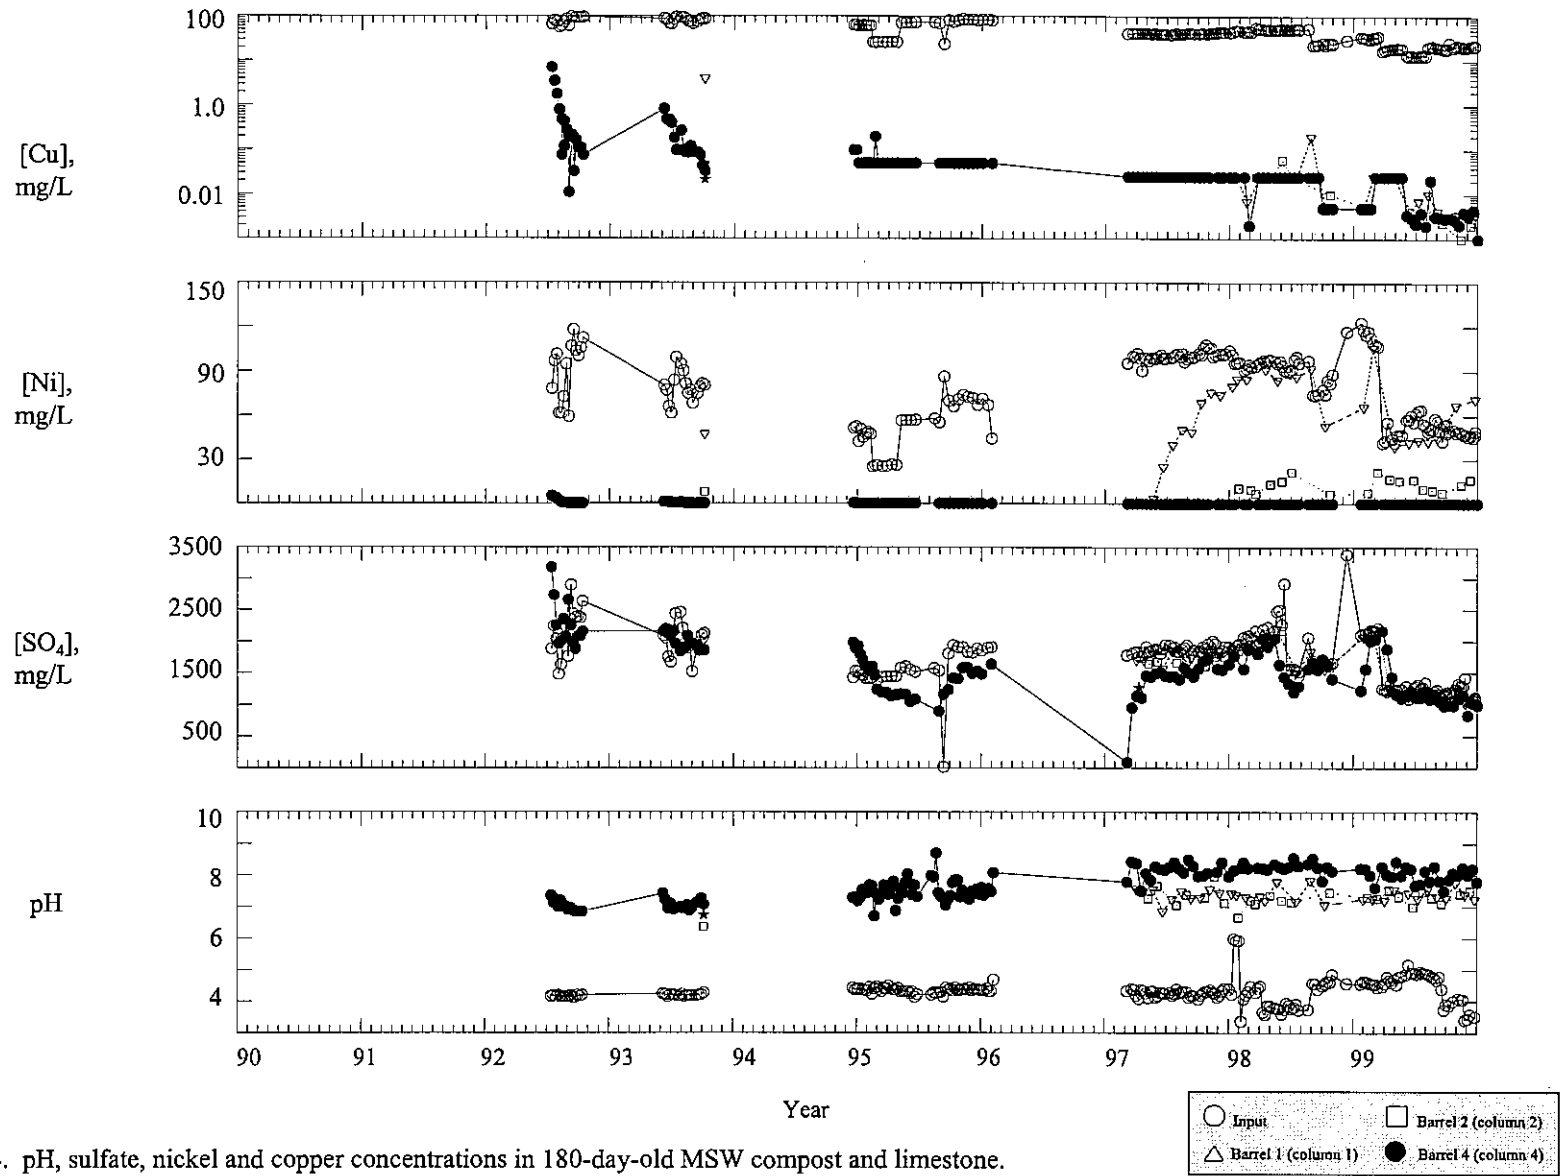 100
1.0
0.01
[Cu],
mg/L
150
90
30
[Ni],
mg/L
3500
2500
1500
500
[SO4],
mg/L
10
8
6
4
pH
90 91 92 93 94 95 96 97 98 99
Year
Input
Barrel 2 (column 2)
Barrel 1 (column 1)
Barrel 4 (column 4)
. pH, sulfate, nickel and copper concentrations in 180-day-old MSW compost and limestone.